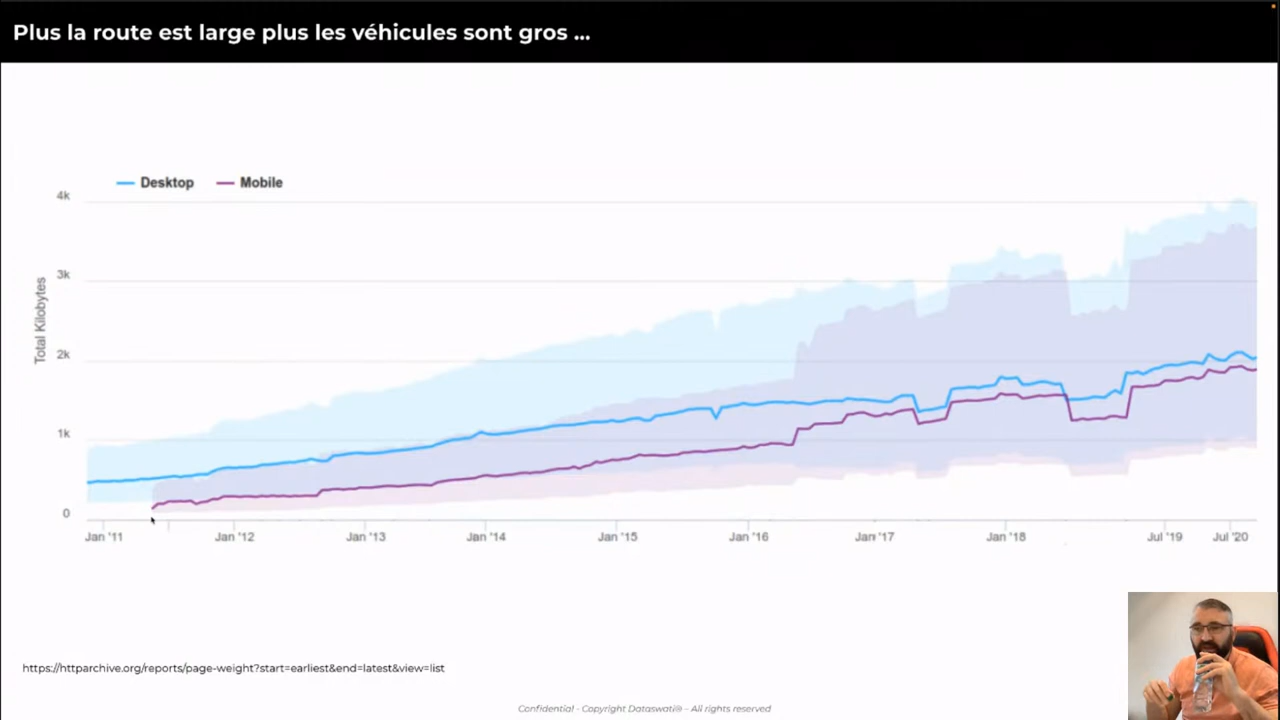 Plus la route est large plus les véhicules sont gros ...
Desktop Mobile
4k
3k
Total Kilobytes
2k
1k
0
Jan '11 Jan '12 Jan '13 Jan '14 Jan '15 Jan '16 Jan '17 Jan '18 Jul '19 Jul '20
https://httparchive.org/reports/page-weight?start=earliest&end=latest&view=list
Confidential - Copyright Dataswati® - All rights reserved